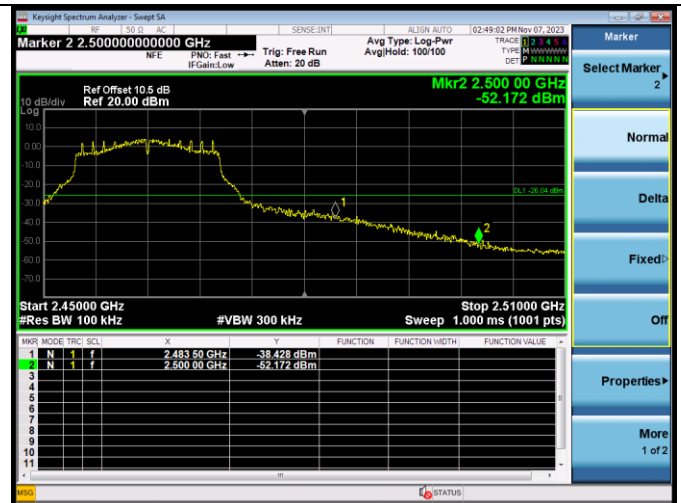 Keysight Spectrum Analyzer - Swept SA
RF 50 Ω AC SENSE:INT ALIGN AUTO 02:49:02 PM Nov 07, 2023
Marker 2 2.500000000000 GHz
NFE PNO: Fast Trig: Free Run Avg Type: Log-Pwr TRACE 1 2 3 4 5 6
IFGain:Low Atten: 20 dB Avg|Hold: 100/100 TYPE MWWWWW
DET P NNNNN
Ref Offset 10.5 dB
Mkr2 2.500 00 GHz
10 dB/div Ref 20.00 dBm
-52.172 dBm
Log
10.0
0.00
-10.0
-20.0
DL1 -26.04 dBm
-30.0
1
-40.0
2
-50.0
-60.0
-70.0
Start 2.45000 GHz Stop 2.51000 GHz
#Res BW 100 kHz #VBW 300 kHz Sweep 1.000 ms (1001 pts)
MKR MODE TRC SCL X Y FUNCTION FUNCTION WIDTH FUNCTION VALUE
1 N 1 f 2.483 50 GHz -38.428 dBm
2 N 1 f 2.500 00 GHz -52.172 dBm
3
4
5
6
7
8
9
10
11
MSG STATUS
Marker
Select Marker
2
Normal
Delta
Fixed
Off
Properties
More
1 of 2